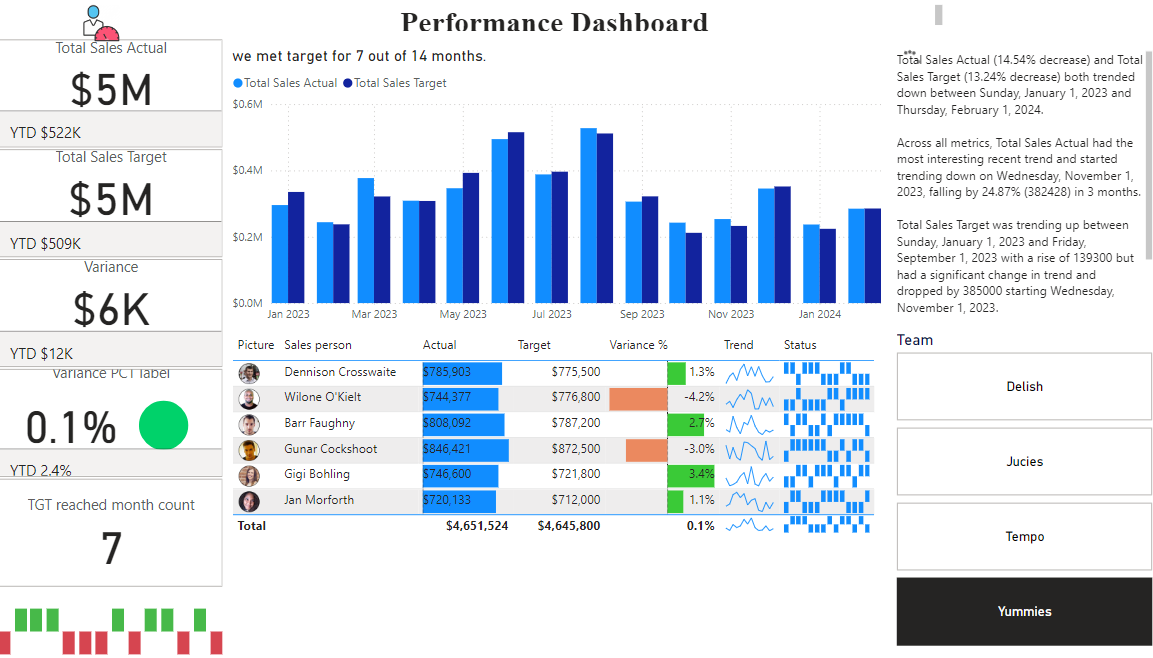 Performance Dashboard
Total Sales Actual
$5M
YTD $522K
Total Sales Target
$5M
YTD $509K
Variance
$6K
YTD $12K
Variance PCT label
0.1%
YTD 2.4%
TGT reached month count
7
we met target for 7 out of 14 months.
Total Sales Actual Total Sales Target
$0.6M
$0.4M
$0.2M
$0.0M
Jan 2023 Mar 2023 May 2023 Jul 2023 Sep 2023 Nov 2023 Jan 2024
Picture Sales person Actual Target Variance % Trend Status
Dennison Crosswaite $785,903 $775,500 1.3%
Wilone O'Kielt $744,377 $776,800 -4.2%
Barr Faughny $808,092 $787,200 2.7%
Gunar Cockshoot $846,421 $872,500 -3.0%
Gigi Bohling $746,600 $721,800 3.4%
Jan Morforth $720,133 $712,000 1.1%
Total $4,651,524 $4,645,800 0.1%
Total Sales Actual (14.54% decrease) and Total
Sales Target (13.24% decrease) both trended
down between Sunday, January 1, 2023 and
Thursday, February 1, 2024.
Across all metrics, Total Sales Actual had the
most interesting recent trend and started
trending down on Wednesday, November 1,
2023, falling by 24.87% (382428) in 3 months.
Total Sales Target was trending up between
Sunday, January 1, 2023 and Friday,
September 1, 2023 with a rise of 139300 but
had a significant change in trend and
dropped by 385000 starting Wednesday,
November 1, 2023.
Team
Delish
Jucies
Tempo
Yummies